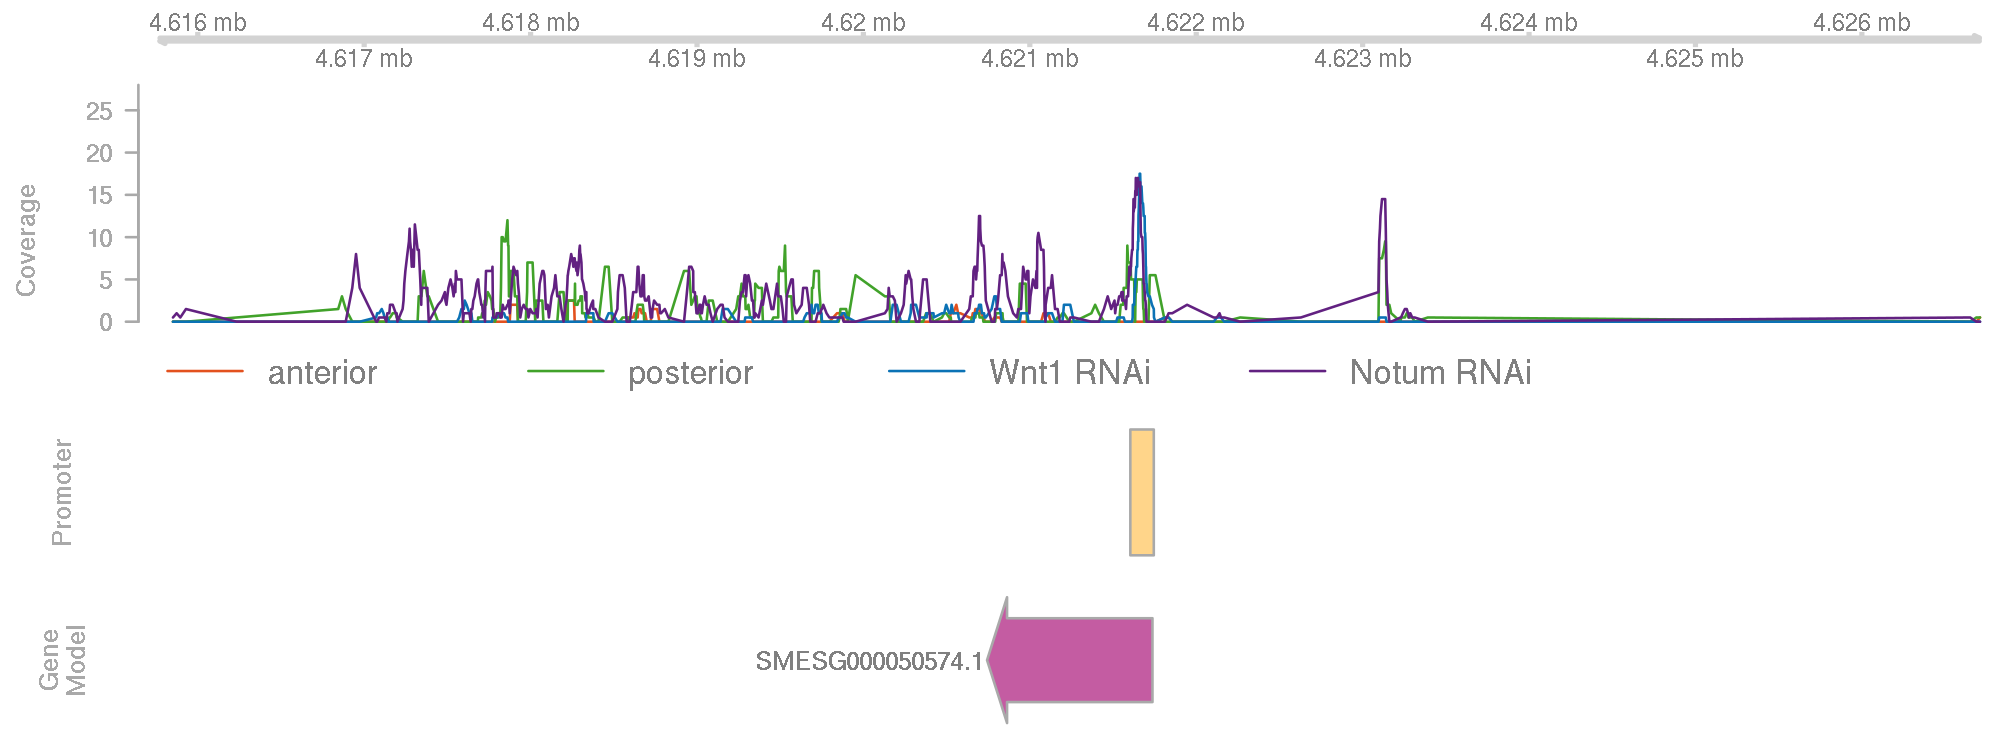 4.616 mb 4.618 mb 4.62 mb 4.622 mb 4.624 mb 4.626 mb
4.617 mb 4.619 mb 4.621 mb 4.623 mb 4.625 mb
Coverage
25
20
15
10
5
0
anterior posterior Wnt1 RNAi Notum RNAi
Promoter
Gene
Model
SMESG000050574.1